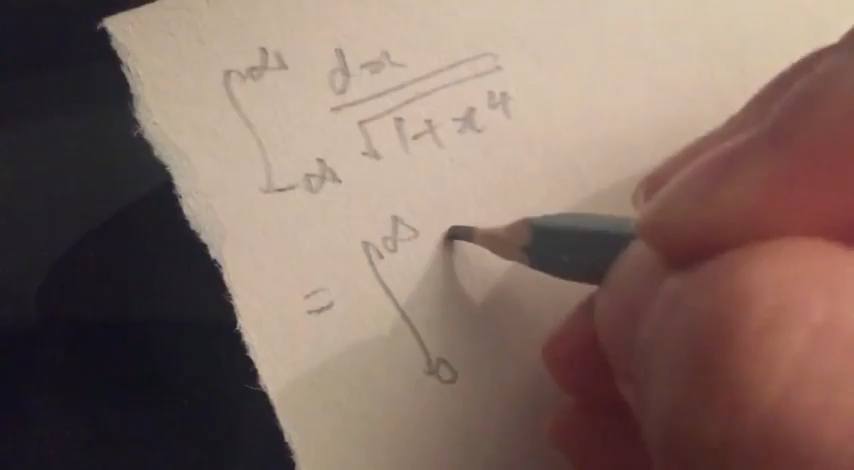 ∫_{-∞}^{∞} dx/√(1+x⁴)
= ∫_{0}^{∞}